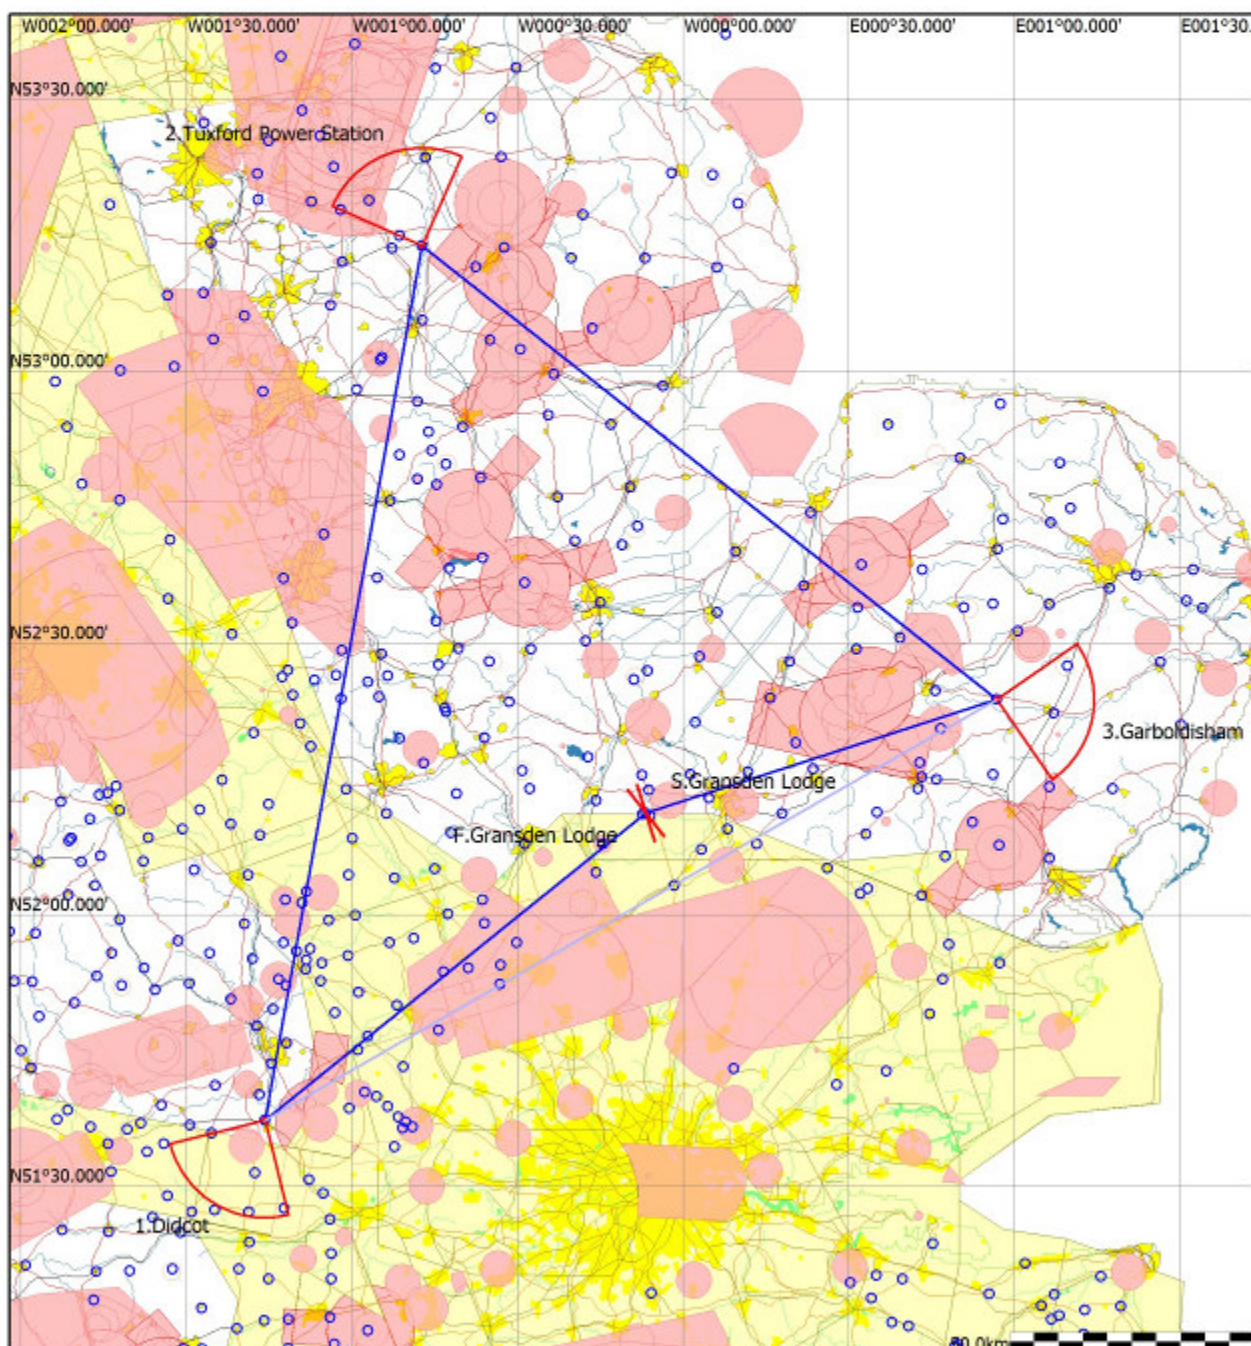 W002°00.000' W001°30.000' W001°00.000' W000°30.000' W000°00.000' E000°30.000' E001°00.000' E001°30.
N53°30.000'
2.Tuxford Power Station
N53°00.000'
N52°30.000'
3.Garboldisham
S.Gransden Lodge
F.Gransden Lodge
N52°00.000'
N51°30.000'
1.Didcot
0.0km